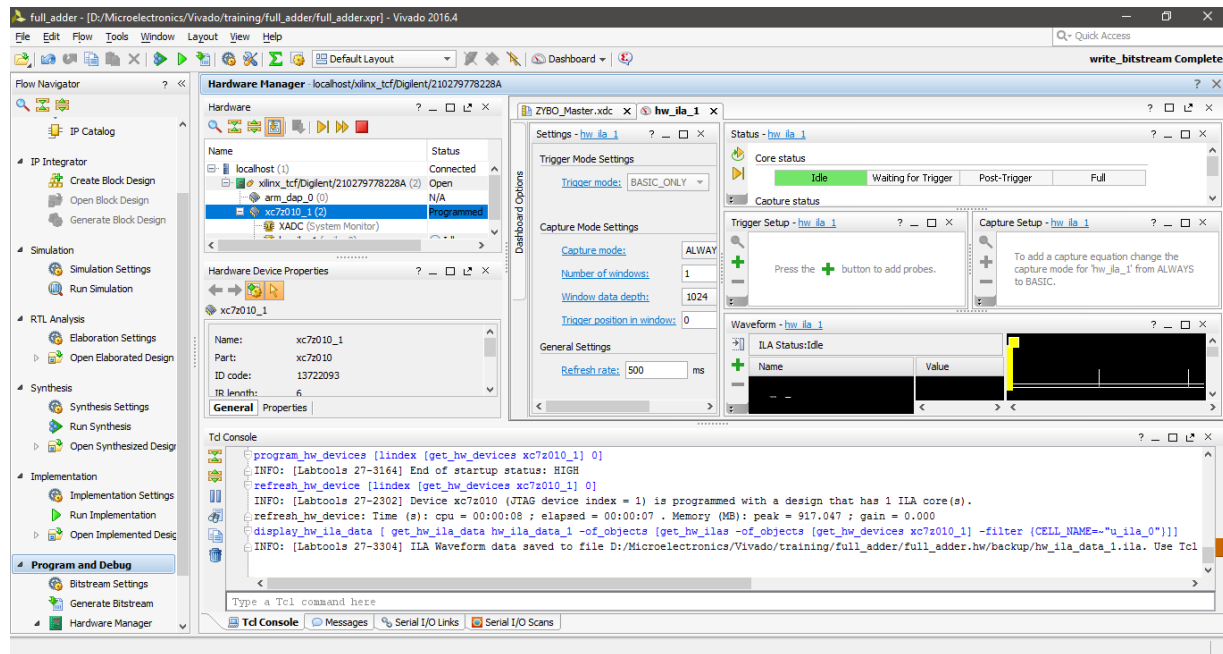 full_adder - [D:/Microelectronics/Vivado/training/full_adder/full_adder.xpr] - Vivado 2016.4
File Edit Flow Tools Window Layout View Help
Quick Access
Default Layout
Dashboard
write_bitstream Complete
Flow Navigator ? «
IP Catalog
IP Integrator
Create Block Design
Open Block Design
Generate Block Design
Simulation
Simulation Settings
Run Simulation
RTL Analysis
Elaboration Settings
Open Elaborated Design
Synthesis
Synthesis Settings
Run Synthesis
Open Synthesized Desigr
Implementation
Implementation Settings
Run Implementation
Open Implemented Desig
Program and Debug
Bitstream Settings
Generate Bitstream
Hardware Manager
Hardware Manager - localhost/xilinx_tcf/Digilent/210279778228A
Hardware
Name Status
localhost (1) Connected
xilinx_tcf/Digilent/210279778228A (2) Open
arm_dap_0 (0) N/A
xc7z010_1 (2) Programmed
XADC (System Monitor)
Hardware Device Properties
xc7z010_1
Name: xc7z010_1
Part: xc7z010
ID code: 13722093
IR length: 6
General Properties
ZYBO_Master.xdc hw_ila_1
Dashboard Options
Settings - hw_ila_1
Trigger Mode Settings
Trigger mode: BASIC_ONLY
Capture Mode Settings
Capture mode: ALWAY
Number of windows: 1
Window data depth: 1024
Trigger position in window: 0
General Settings
Refresh rate: 500 ms
Status - hw_ila_1
Core status
Idle Waiting for Trigger Post-Trigger Full
Capture status
Trigger Setup - hw_ila_1
Press the + button to add probes.
Capture Setup - hw_ila_1
To add a capture equation change the
capture mode for 'hw_ila_1' from ALWAYS
to BASIC.
Waveform - hw_ila_1
ILA Status:Idle
Name Value
Tcl Console
program_hw_devices [lindex [get_hw_devices xc7z010_1] 0]
INFO: [Labtools 27-3164] End of startup status: HIGH
refresh_hw_device [lindex [get_hw_devices xc7z010_1] 0]
INFO: [Labtools 27-2302] Device xc7z010 (JTAG device index = 1) is programmed with a design that has 1 ILA core(s).
refresh_hw_device: Time (s): cpu = 00:00:08 ; elapsed = 00:00:07 . Memory (MB): peak = 917.047 ; gain = 0.000
display_hw_ila_data [ get_hw_ila_data hw_ila_data_1 -of_objects [get_hw_ilas -of_objects [get_hw_devices xc7z010_1] -filter {CELL_NAME=~"u_ila_0"}]]
INFO: [Labtools 27-3304] ILA Waveform data saved to file D:/Microelectronics/Vivado/training/full_adder/full_adder.hw/backup/hw_ila_data_1.ila. Use Tcl
Type a Tcl command here
Tcl Console Messages Serial I/O Links Serial I/O Scans